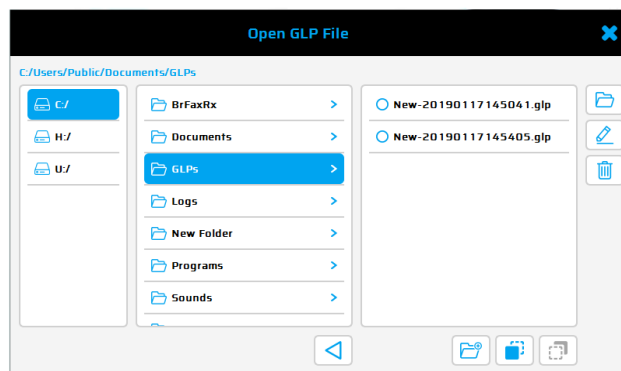 Open GLP File
C:/Users/Public/Documents/GLPs
C:/
H:/
U:/
BrFaxRx
Documents
GLPs
Logs
New Folder
Programs
Sounds
New-20190117145041.glp
New-20190117145405.glp